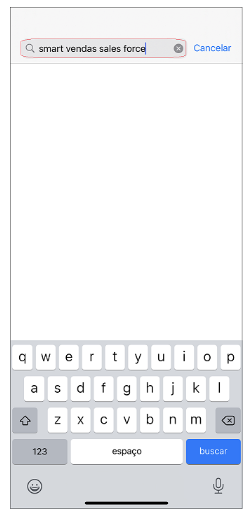 smart vendas sales force Cancelar
q w e r t y u i o p
a s d f g h j k l
z x c v b n m
123 espaço buscar